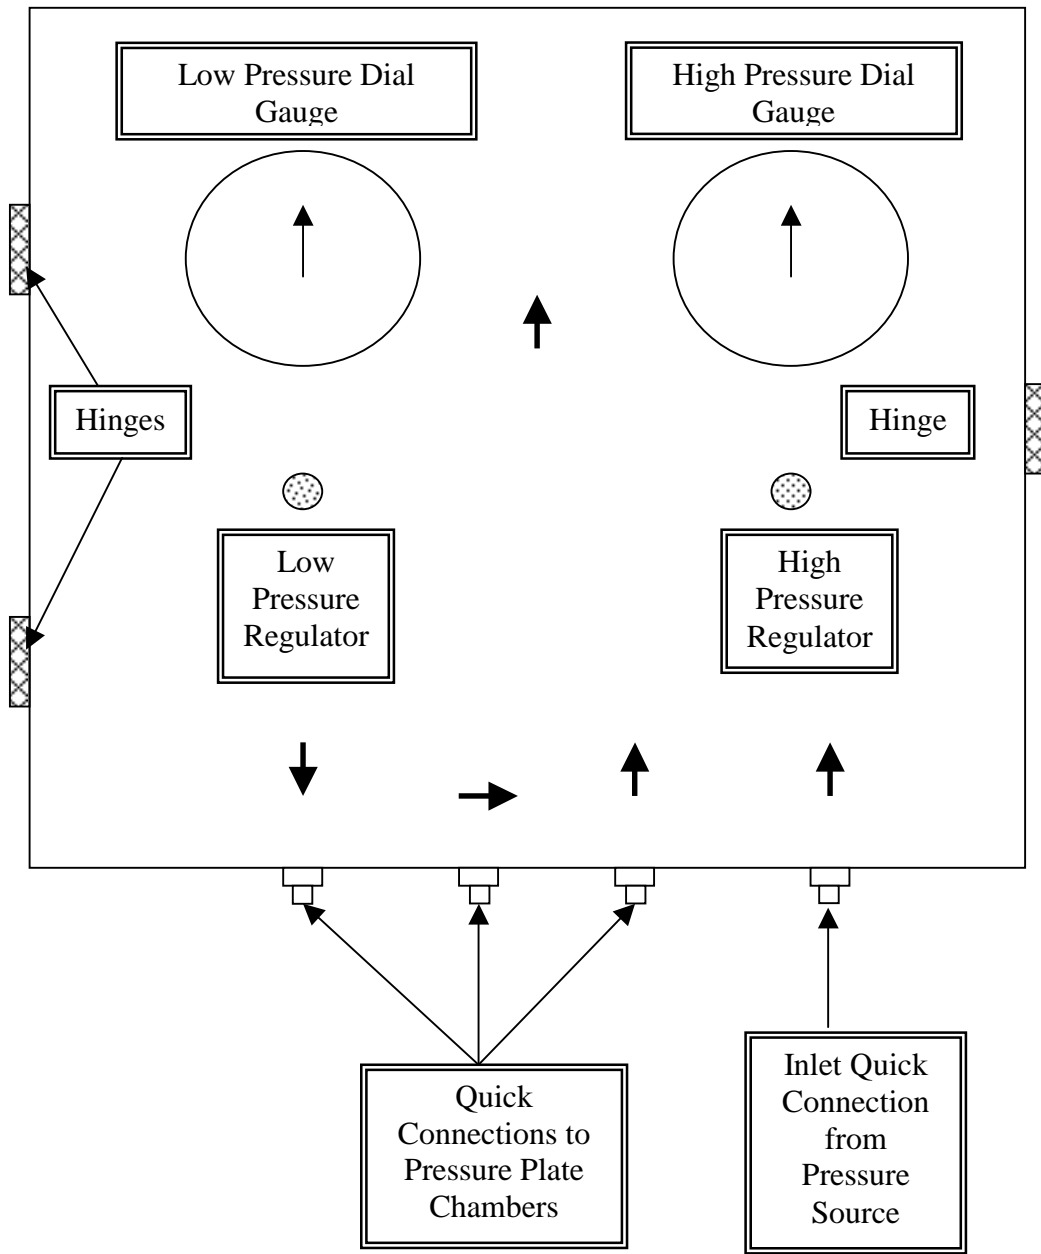 Low Pressure Dial
Gauge
High Pressure Dial
Gauge
Hinges
Hinge
Low
Pressure
Regulator
High
Pressure
Regulator
Quick
Connections to
Pressure Plate
Chambers
Inlet Quick
Connection
from
Pressure
Source